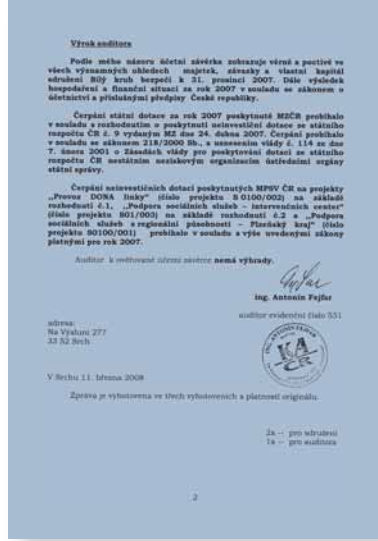 Výrok auditora
Podle mého názoru účetní závěrka zobrazuje věrně a poctivě ve
všech významných ohledech majetek, závazky a vlastní kapitál
sdružení Bílý kruh bezpečí k 31. prosinci 2007. Dále výsledek
hospodaření a finanční situaci za rok 2007 v souladu se zákonem o
účetnictví a příslušnými předpisy České republiky.
Čerpání státní dotace za rok 2007 poskytnuté MZČR probíhalo
v souladu s rozhodnutím o poskytnutí neinvestiční dotace se státního
rozpočtu ČR č. 9 vydaným MZ dne 24. dubna 2007. Čerpání probíhalo
v souladu se zákonem 218/2000 Sb., a usnesením vlády č. 114 ze dne
7. února 2001 o Zásadách vlády pro poskytování dotací ze státního
rozpočtu ČR nestátním neziskovým organizacím ústředními orgány
státní správy.
Čerpání neinvestičních dotací poskytnutých MPSV ČR na projekty
„Provoz DONA linky“ (číslo projektu S 0100/002) na základě
rozhodnutí č.1, „Podpora sociálních služeb – intervenčních center“
(číslo projektu S01/003) na základě rozhodnutí č.2 a „Podpora
sociálních služeb s regionální působností – Plzeňský kraj“ (číslo
projektu S0100/001) probíhalo v souladu s výše uvedenými zákony
platnými pro rok 2007.
Auditor k ověřované účetní závěrce nemá výhrady.
ing. Antonín Fejfar
auditor evidenční číslo 551
adresa:
Na Výsluní 277
33 52 Srch
ING. ANTONÍN FEJFAR
KA
ČR
V Srchu 11. března 2008
Zpráva je vyhotovena ve třech vyhotoveních s platností originálu.
2x -- pro sdružení
1x -- pro auditora
2